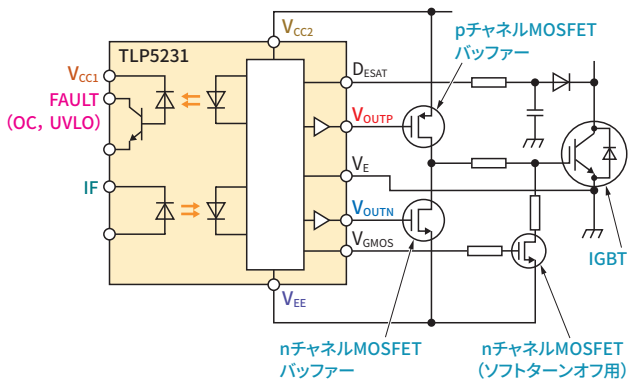 VCC2
pチャネルMOSFET
バッファー
TLP5231
VCC1
DESAT
FAULT
(OC, UVLO)
VOUTP
VE
IF
VOUTN
VGMOS
IGBT
VEE
nチャネルMOSFET
バッファー
nチャネルMOSFET
(ソフトターンオフ用)